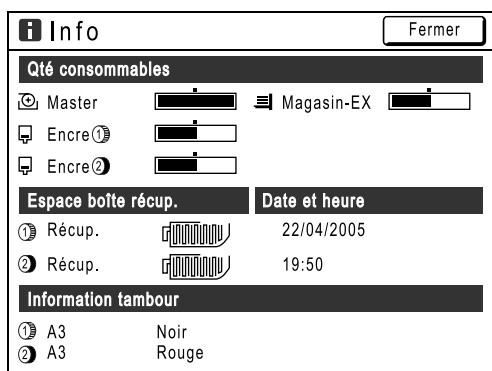 i Info Fermer
Qté consommables
Master Magasin-EX
Encre①
Encre②
Espace boîte récup. Date et heure
① Récup. 22/04/2005
② Récup. 19:50
Information tambour
① A3 Noir
② A3 Rouge